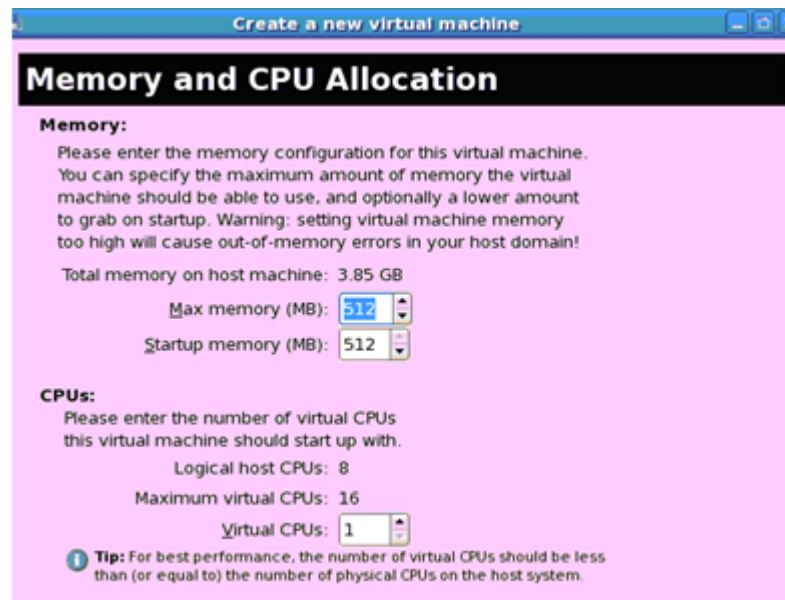 Create a new virtual machine
Memory and CPU Allocation
Memory:
Please enter the memory configuration for this virtual machine.
You can specify the maximum amount of memory the virtual
machine should be able to use, and optionally a lower amount
to grab on startup. Warning: setting virtual machine memory
too high will cause out-of-memory errors in your host domain!
Total memory on host machine: 3.85 GB
Max memory (MB): 512
Startup memory (MB): 512
CPUs:
Please enter the number of virtual CPUs
this virtual machine should start up with.
Logical host CPUs: 8
Maximum virtual CPUs: 16
Virtual CPUs: 1
Tip: For best performance, the number of virtual CPUs should be less
than (or equal to) the number of physical CPUs on the host system.